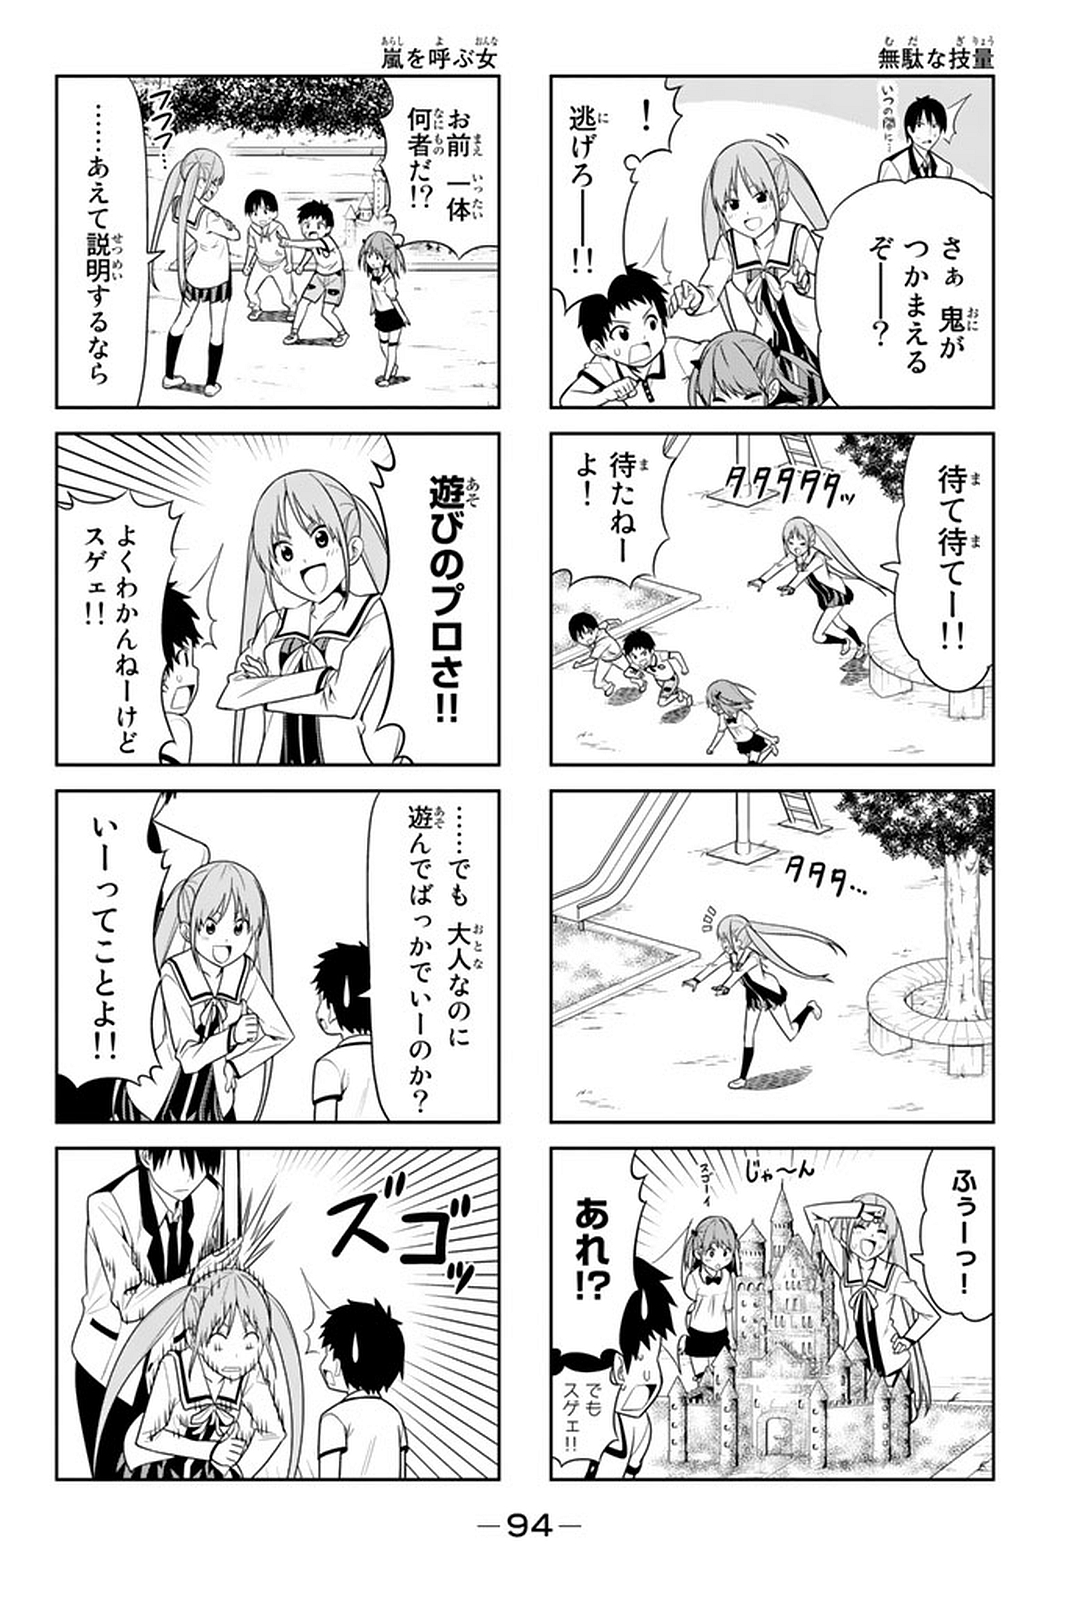 無駄な技量
いつの間に…
さぁ 鬼が
つかまえる
ぞ――?
!
逃げろ――!!
待て待てー!!
タタタタタッ
待たねー
よ!
タタタ…
ふぅーっ!
じゃ〜ん
スゴーイ
あれ!?
でも
スゲェ!!
嵐を呼ぶ女
お前 一体
何者だ!?
フフフ…
……あえて説明するなら
遊びのプロさ!!
よくわかんねーけど
スゲェ!!
……でも 大人なのに
遊んでばっかでいーのか?
いーってことよ!!
ズゴッ
―94―